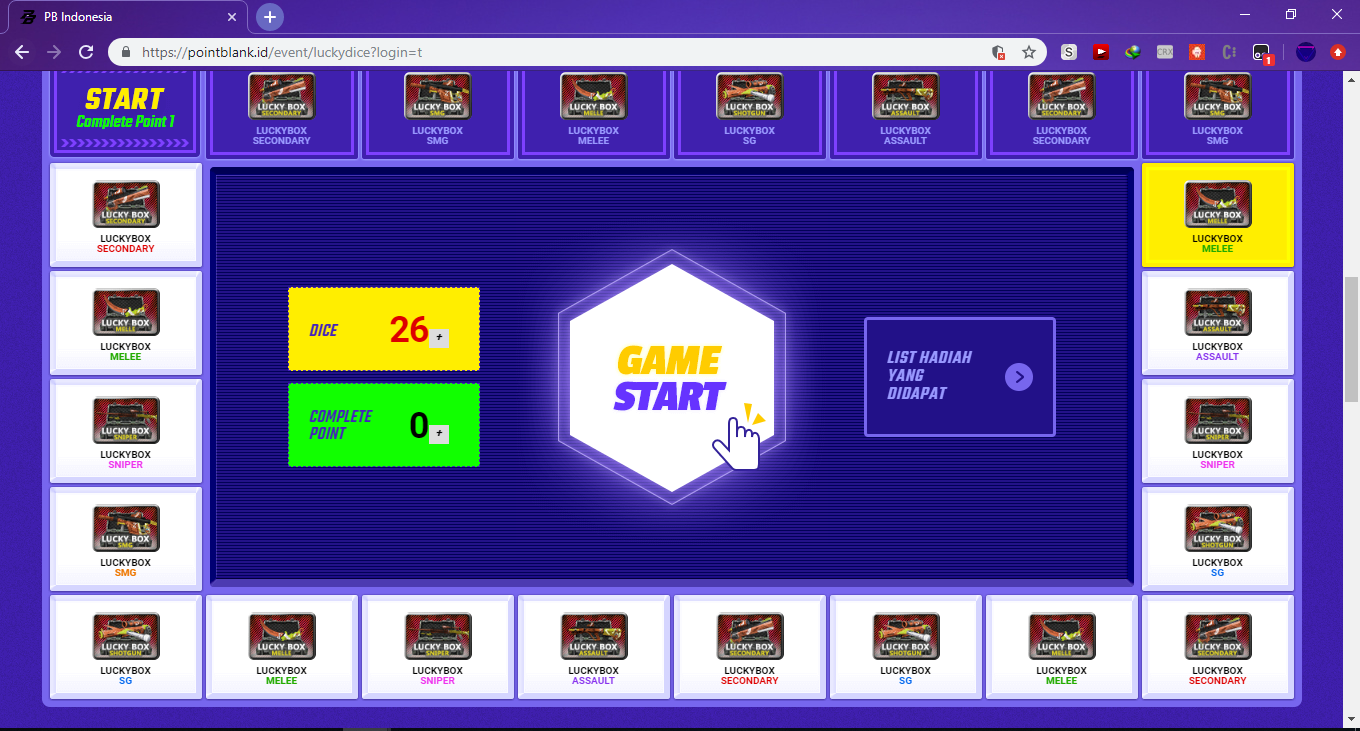 PB Indonesia
https://pointblank.id/event/luckydice?login=t
S
CRX
1
START
Complete Point 1
LUCKY BOX
SECONDARY
LUCKYBOX
SECONDARY
LUCKY BOX
SMG
LUCKYBOX
SMG
LUCKY BOX
MELLE
LUCKYBOX
MELEE
LUCKY BOX
SHOTGUN
LUCKYBOX
SG
LUCKY BOX
ASSAULT
LUCKYBOX
ASSAULT
LUCKY BOX
SECONDARY
LUCKYBOX
SECONDARY
LUCKY BOX
SMG
LUCKYBOX
SMG
LUCKY BOX
SECONDARY
LUCKYBOX
SECONDARY
LUCKY BOX
MELLE
LUCKYBOX
MELEE
LUCKY BOX
SNIPER
LUCKYBOX
SNIPER
LUCKY BOX
SMG
LUCKYBOX
SMG
DICE
26
+
COMPLETE
POINT
0
+
GAME
START
LIST HADIAH
YANG
DIDAPAT
LUCKY BOX
MELLE
LUCKYBOX
MELEE
LUCKY BOX
ASSAULT
LUCKYBOX
ASSAULT
LUCKY BOX
SNIPER
LUCKYBOX
SNIPER
LUCKY BOX
SHOTGUN
LUCKYBOX
SG
LUCKY BOX
SHOTGUN
LUCKYBOX
SG
LUCKY BOX
MELLE
LUCKYBOX
MELEE
LUCKY BOX
SNIPER
LUCKYBOX
SNIPER
LUCKY BOX
ASSAULT
LUCKYBOX
ASSAULT
LUCKY BOX
SECONDARY
LUCKYBOX
SECONDARY
LUCKY BOX
SHOTGUN
LUCKYBOX
SG
LUCKY BOX
MELLE
LUCKYBOX
MELEE
LUCKY BOX
SECONDARY
LUCKYBOX
SECONDARY